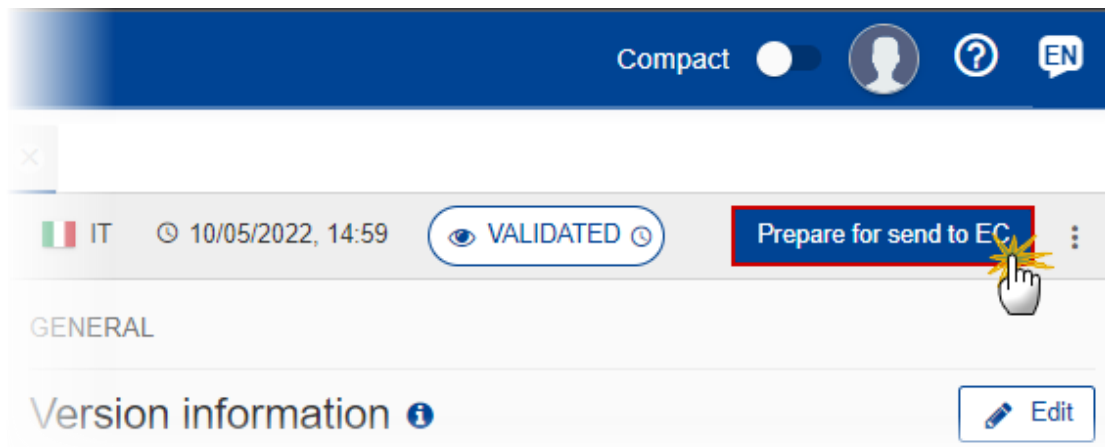 Compact EN
IT 10/05/2022, 14:59 VALIDATED Prepare for send to EC
GENERAL
Version information Edit